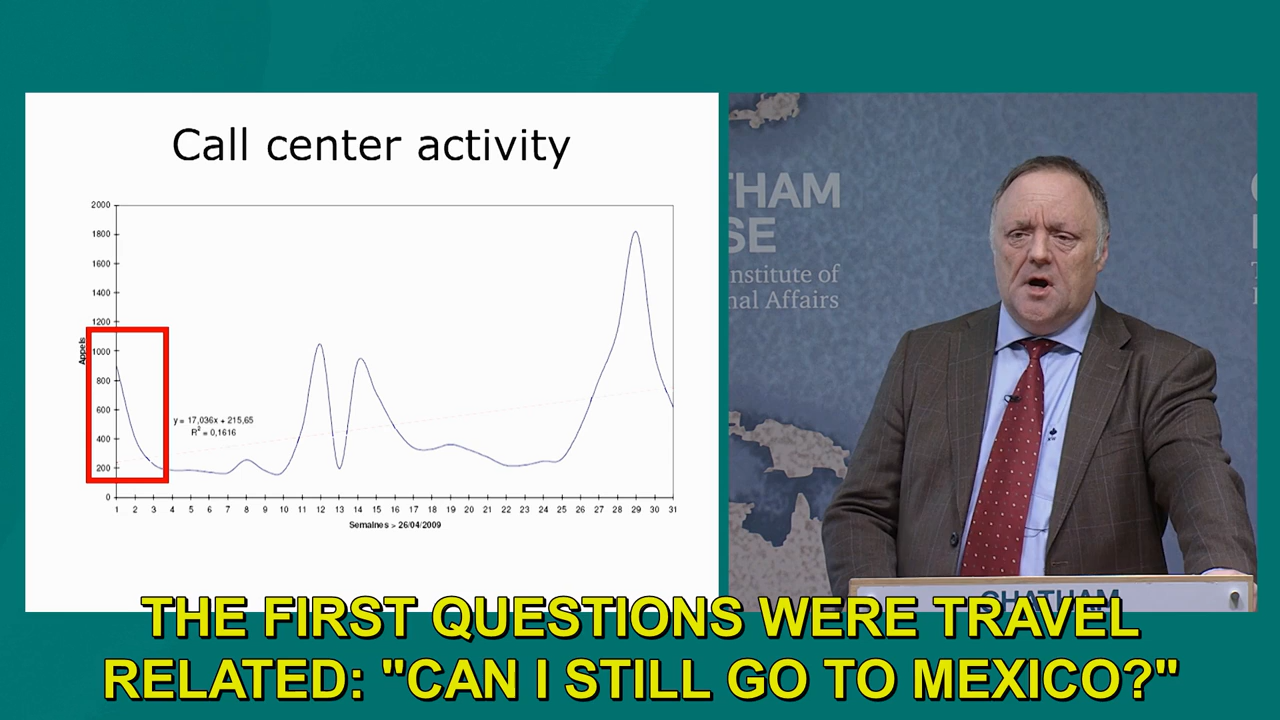 Call center activity
2000
1800
1600
1400
1200
1000
800
600
400
200
0
Appels
y = 17,036x + 215,65
R² = 0,1616
1 2 3 4 5 6 7 8 9 10 11 12 13 14 15 16 17 18 19 20 21 22 23 24 25 26 27 28 29 30 31
Semaines > 26/04/2009
THAM
SE
nstitute of
nal Affairs
CHATHAM
THE FIRST QUESTIONS WERE TRAVEL
RELATED: "CAN I STILL GO TO MEXICO?"